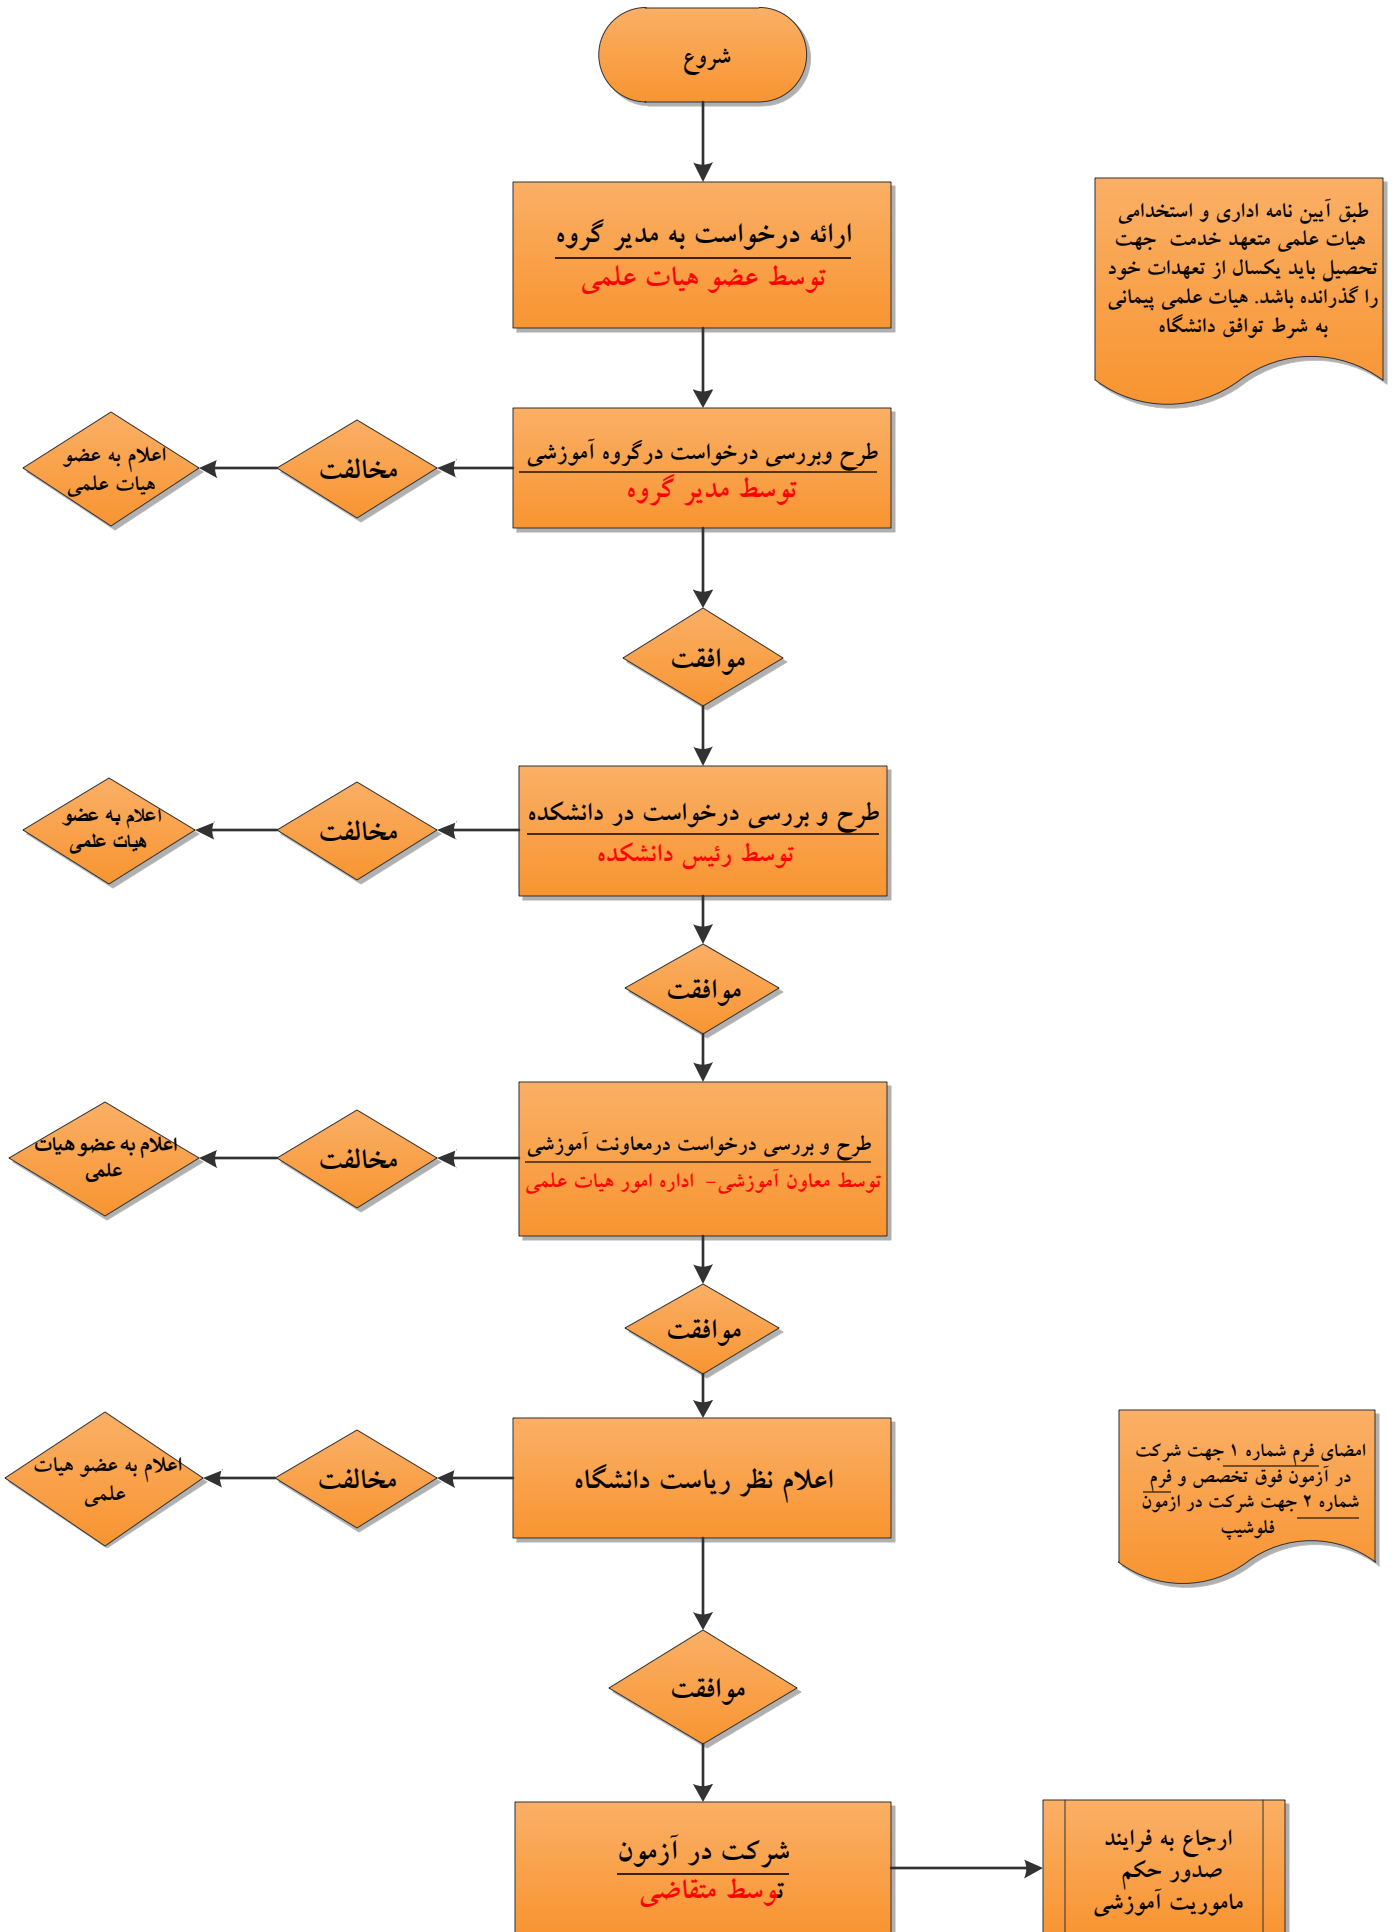 شروع
ارائه درخواست به مدیر گروه
توسط عضو هیات علمی
طبق آیین نامه اداری و استخدامی
هیات علمی متعهد خدمت جهت
تحصیل باید یکسال از تعهدات خود
را گذرانده باشد. هیات علمی پیمانی
به شرط توافق دانشگاه
طرح وبررسی درخواست درگروه آموزشی
توسط مدیر گروه
مخالفت
اعلام به عضو
هیات علمی
موافقت
طرح و بررسی درخواست در دانشکده
توسط رئیس دانشکده
مخالفت
اعلام به عضو
هیات علمی
موافقت
طرح و بررسی درخواست درمعاونت آموزشی
توسط معاون آموزشی- اداره امور هیات علمی
مخالفت
اعلام به عضو هیات
علمی
موافقت
اعلام نظر ریاست دانشگاه
مخالفت
اعلام به عضو هیات
علمی
امضای فرم شماره ۱ جهت شرکت
در آزمون فوق تخصص و فرم
شماره ۲ جهت شرکت در ازمون
فلوشیپ
موافقت
شرکت در آزمون
توسط متقاضی
ارجاع به فرایند
صدور حکم
ماموریت آموزشی